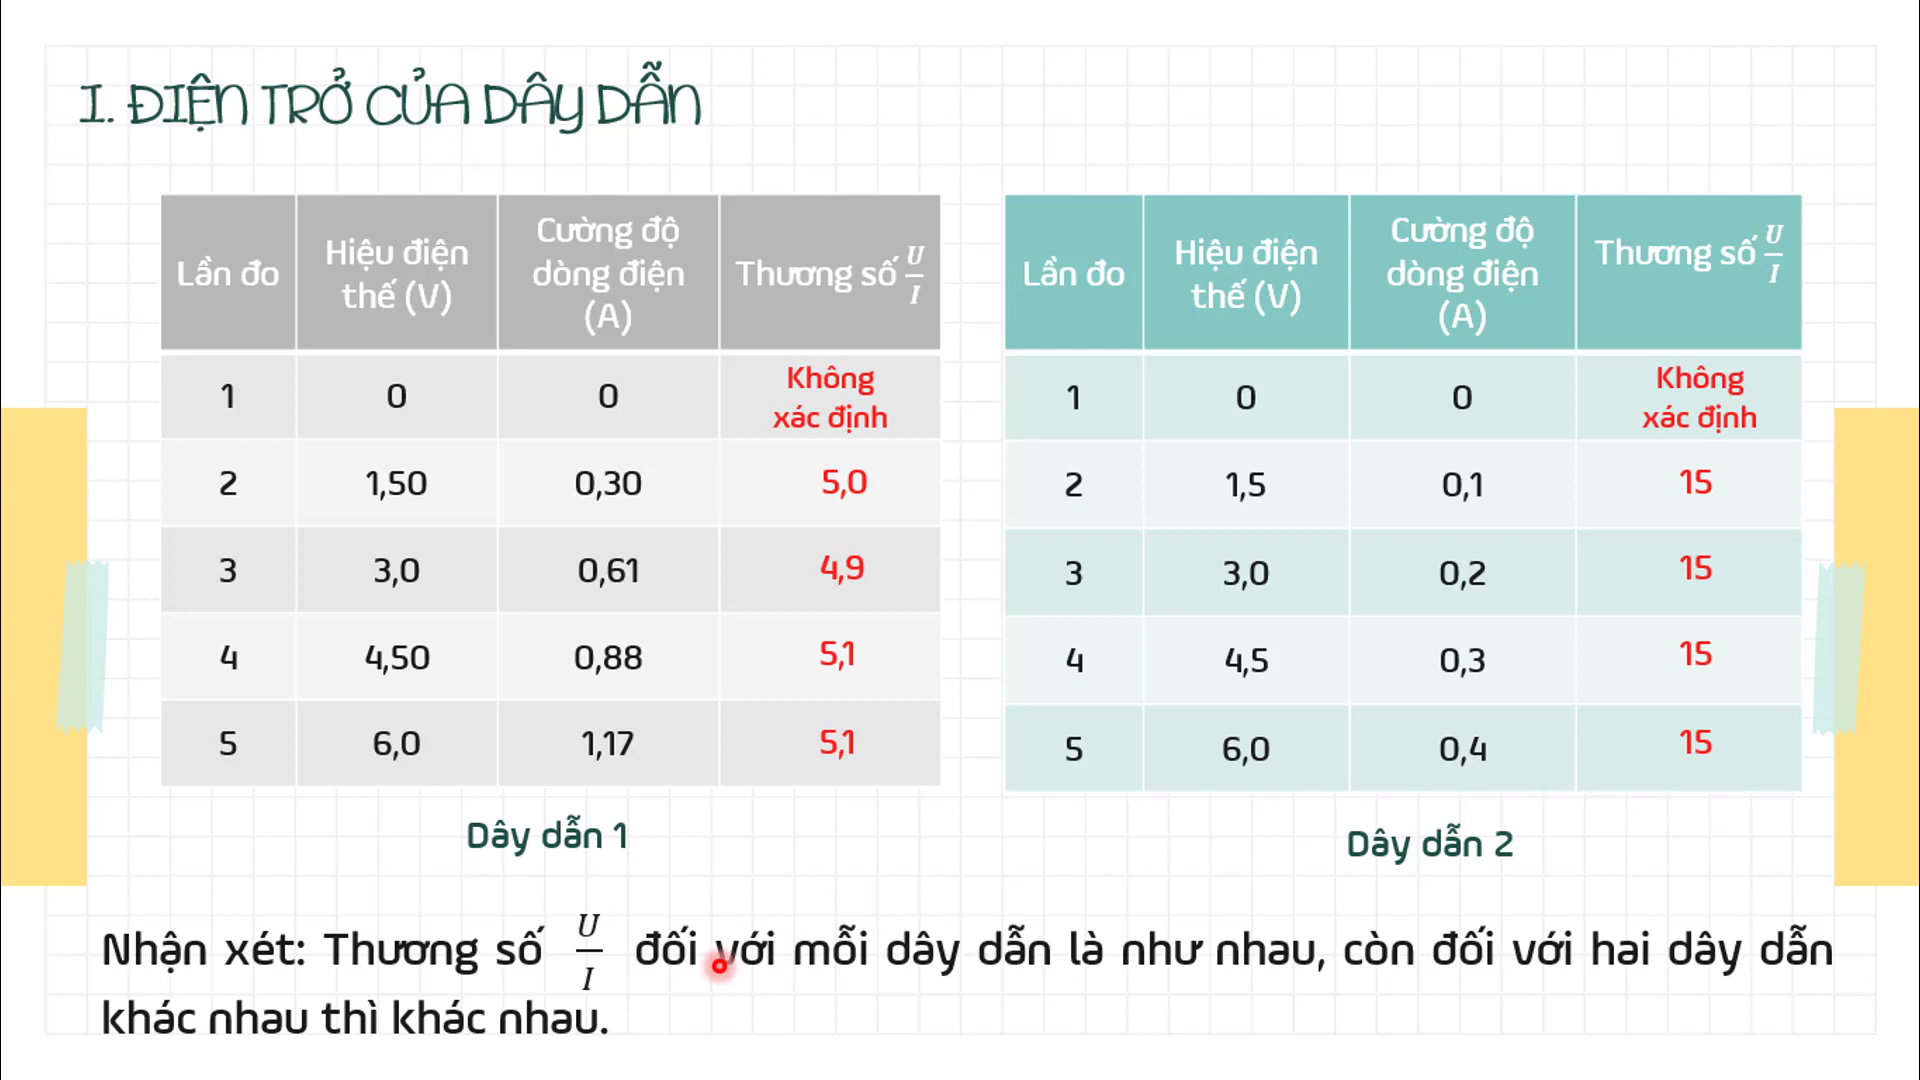 I. ĐIỆN TRỞ CỦA DÂY DẪN
Lần đo | Hiệu điện thế (V) | Cường độ dòng điện (A) | Thương số U/I
1 | 0 | 0 | Không xác định
2 | 1,50 | 0,30 | 5,0
3 | 3,0 | 0,61 | 4,9
4 | 4,50 | 0,88 | 5,1
5 | 6,0 | 1,17 | 5,1
Dây dẫn 1
Lần đo | Hiệu điện thế (V) | Cường độ dòng điện (A) | Thương số U/I
1 | 0 | 0 | Không xác định
2 | 1,5 | 0,1 | 15
3 | 3,0 | 0,2 | 15
4 | 4,5 | 0,3 | 15
5 | 6,0 | 0,4 | 15
Dây dẫn 2
Nhận xét: Thương số U/I đối với mỗi dây dẫn là như nhau, còn đối với hai dây dẫn
khác nhau thì khác nhau.